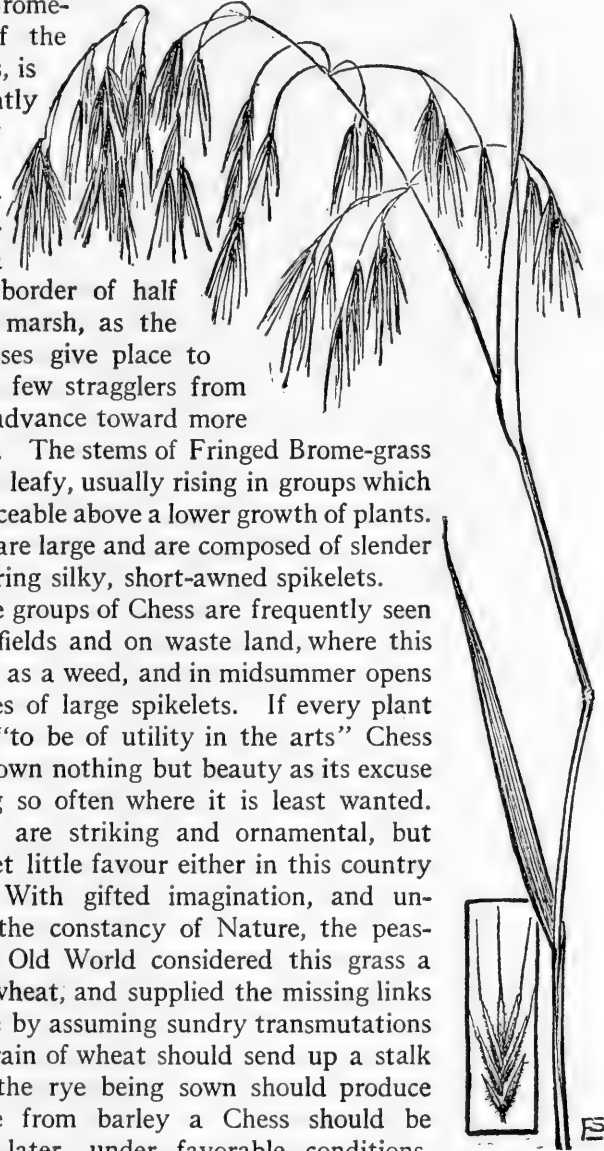 Brome-
f the
s, is
ntly
border of half
marsh, as the
ses give place to
few stragglers from
advance toward more
. The stems of Fringed Brome-grass
leafy, usually rising in groups which
ceable above a lower growth of plants.
are large and are composed of slender
ring silky, short-awned spikelets.
e groups of Chess are frequently seen
fields and on waste land, where this
as a weed, and in midsummer opens
es of large spikelets. If every plant
"to be of utility in the arts" Chess
own nothing but beauty as its excuse
g so often where it is least wanted.
are striking and ornamental, but
et little favour either in this country
With gifted imagination, and un-
the constancy of Nature, the peas-
Old World considered this grass a
wheat, and supplied the missing links
e by assuming sundry transmutations
rain of wheat should send up a stalk
the rye being sown should produce
e from barley a Chess should be
later, under favorable conditions,
FS